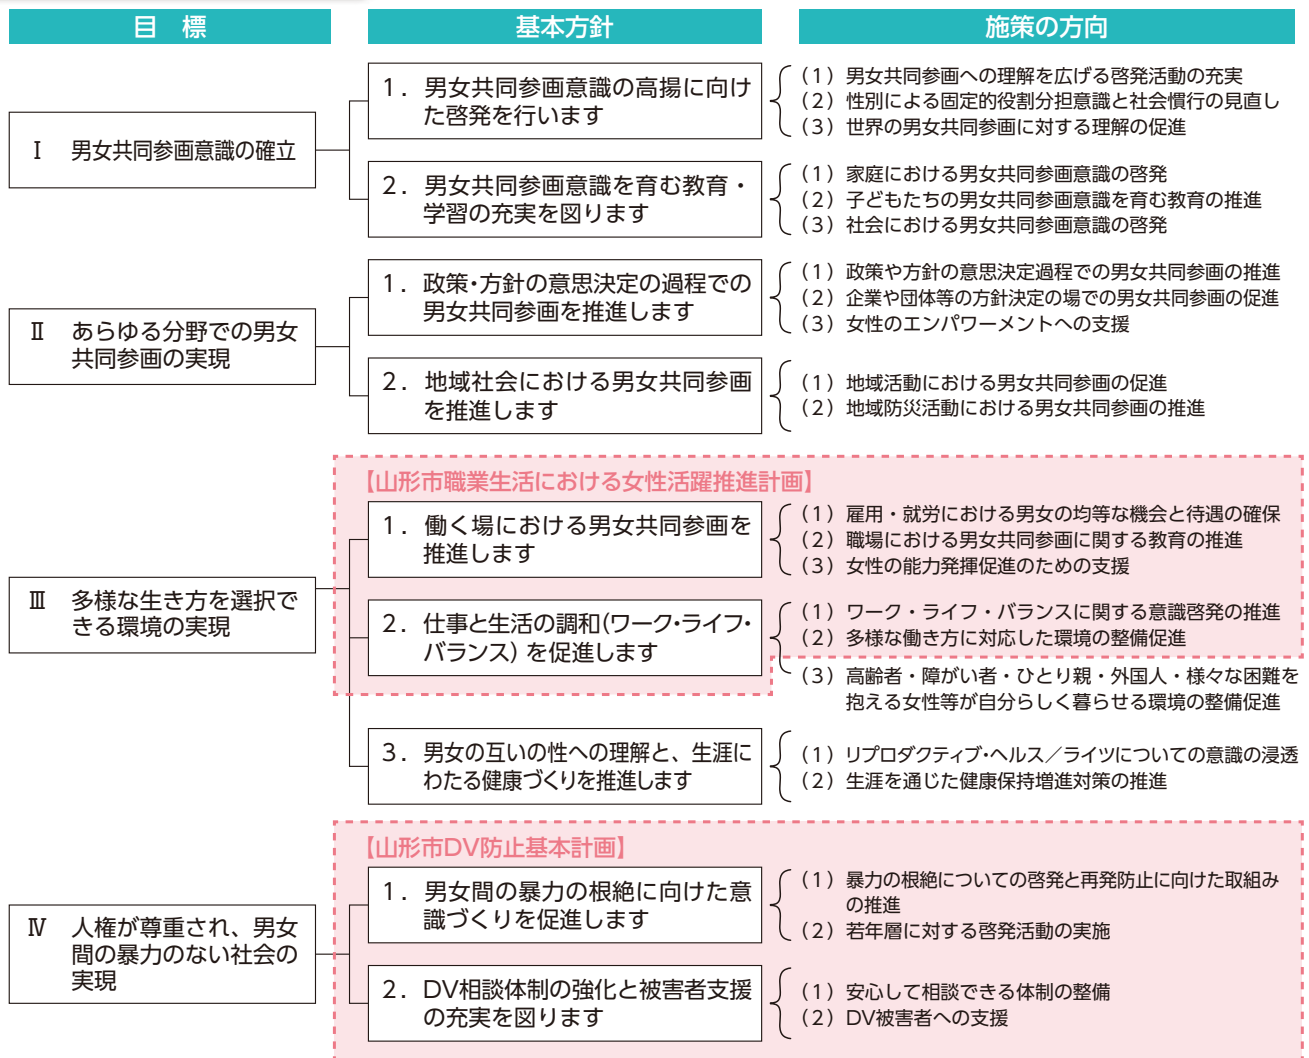 目　標
基本方針
施策の方向
Ⅰ　男女共同参画意識の確立
1．男女共同参画意識の高揚に向け
た啓発を行います
（1）男女共同参画への理解を広げる啓発活動の充実
（2）性別による固定的役割分担意識と社会慣行の見直し
（3）世界の男女共同参画に対する理解の促進
2．男女共同参画意識を育む教育・
学習の充実を図ります
（1）家庭における男女共同参画意識の啓発
（2）子どもたちの男女共同参画意識を育む教育の推進
（3）社会における男女共同参画意識の啓発
Ⅱ　あらゆる分野での男女
共同参画の実現
1．政策・方針の意思決定の過程での
男女共同参画を推進します
（1）政策や方針の意思決定過程での男女共同参画の推進
（2）企業や団体等の方針決定の場での男女共同参画の促進
（3）女性のエンパワーメントへの支援
2．地域社会における男女共同参画
を推進します
（1）地域活動における男女共同参画の促進
（2）地域防災活動における男女共同参画の推進
Ⅲ　多様な生き方を選択で
きる環境の実現
【山形市職業生活における女性活躍推進計画】
1．働く場における男女共同参画を
推進します
（1）雇用・就労における男女の均等な機会と待遇の確保
（2）職場における男女共同参画に関する教育の推進
（3）女性の能力発揮促進のための支援
2．仕事と生活の調和（ワーク・ライフ・
バランス）を促進します
（1）ワーク・ライフ・バランスに関する意識啓発の推進
（2）多様な働き方に対応した環境の整備促進
（3）高齢者・障がい者・ひとり親・外国人・様々な困難を
抱える女性等が自分らしく暮らせる環境の整備促進
3．男女の互いの性への理解と、生涯に
わたる健康づくりを推進します
（1）リプロダクティブ・ヘルス／ライツについての意識の浸透
（2）生涯を通じた健康保持増進対策の推進
Ⅳ　人権が尊重され、男女
間の暴力のない社会の
実現
【山形市DV防止基本計画】
1．男女間の暴力の根絶に向けた意
識づくりを促進します
（1）暴力の根絶についての啓発と再発防止に向けた取組み
の推進
（2）若年層に対する啓発活動の実施
2．DV相談体制の強化と被害者支援
の充実を図ります
（1）安心して相談できる体制の整備
（2）DV被害者への支援